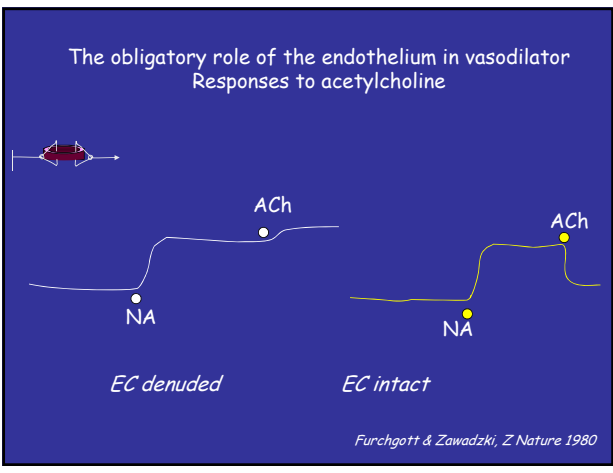 The obligatory role of the endothelium in vasodilator
Responses to acetylcholine
ACh
ACh
NA
NA
EC denuded
EC intact
Furchgott & Zawadzki, Z Nature 1980